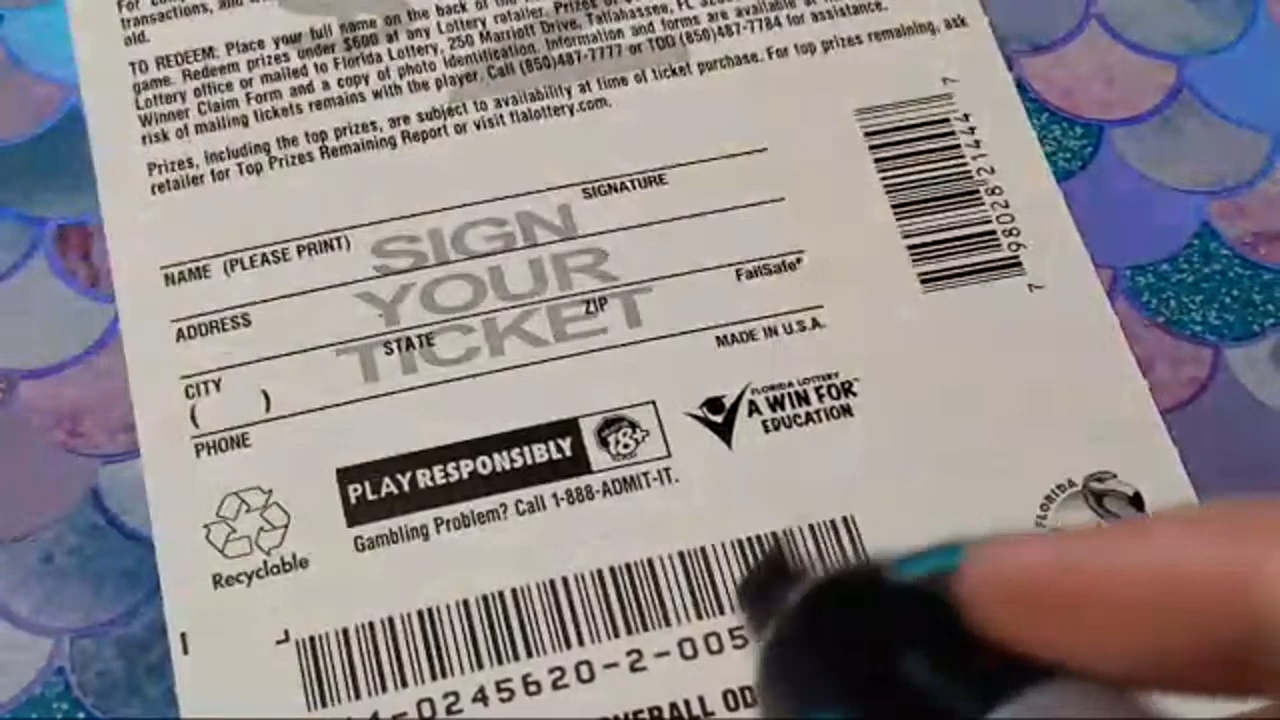 transactions, and
old.
TO REDEEM: Place your full name on the back of the
game. Redeem prizes under $600 at any Lottery retailer. Prizes
Lottery office or mailed to Florida Lottery, 250 Marriott Drive, Tallahassee, FL
Winner Claim Form and a copy of photo identification. Information and forms are available
risk of mailing tickets remains with the player. Call (850)487-7777 or TDD (850)487-7784 for assistance.
Prizes, including the top prizes, are subject to availability at time of ticket purchase. For top prizes remaining, ask
retailer for Top Prizes Remaining Report or visit flalottery.com.
SIGNATURE
NAME (PLEASE PRINT)
SIGN
YOUR
TICKET
ADDRESS
FailSafe®
STATE
ZIP
CITY
MADE IN U.S.A.
( )
PHONE
PLAY RESPONSIBLY
18+
FLORIDA LOTTERY
A WIN FOR
EDUCATION
Gambling Problem? Call 1-888-ADMIT-IT.
Recyclable
7 98028 21444 7
FLORIDA
-0245620-2-005
OVERALL OD